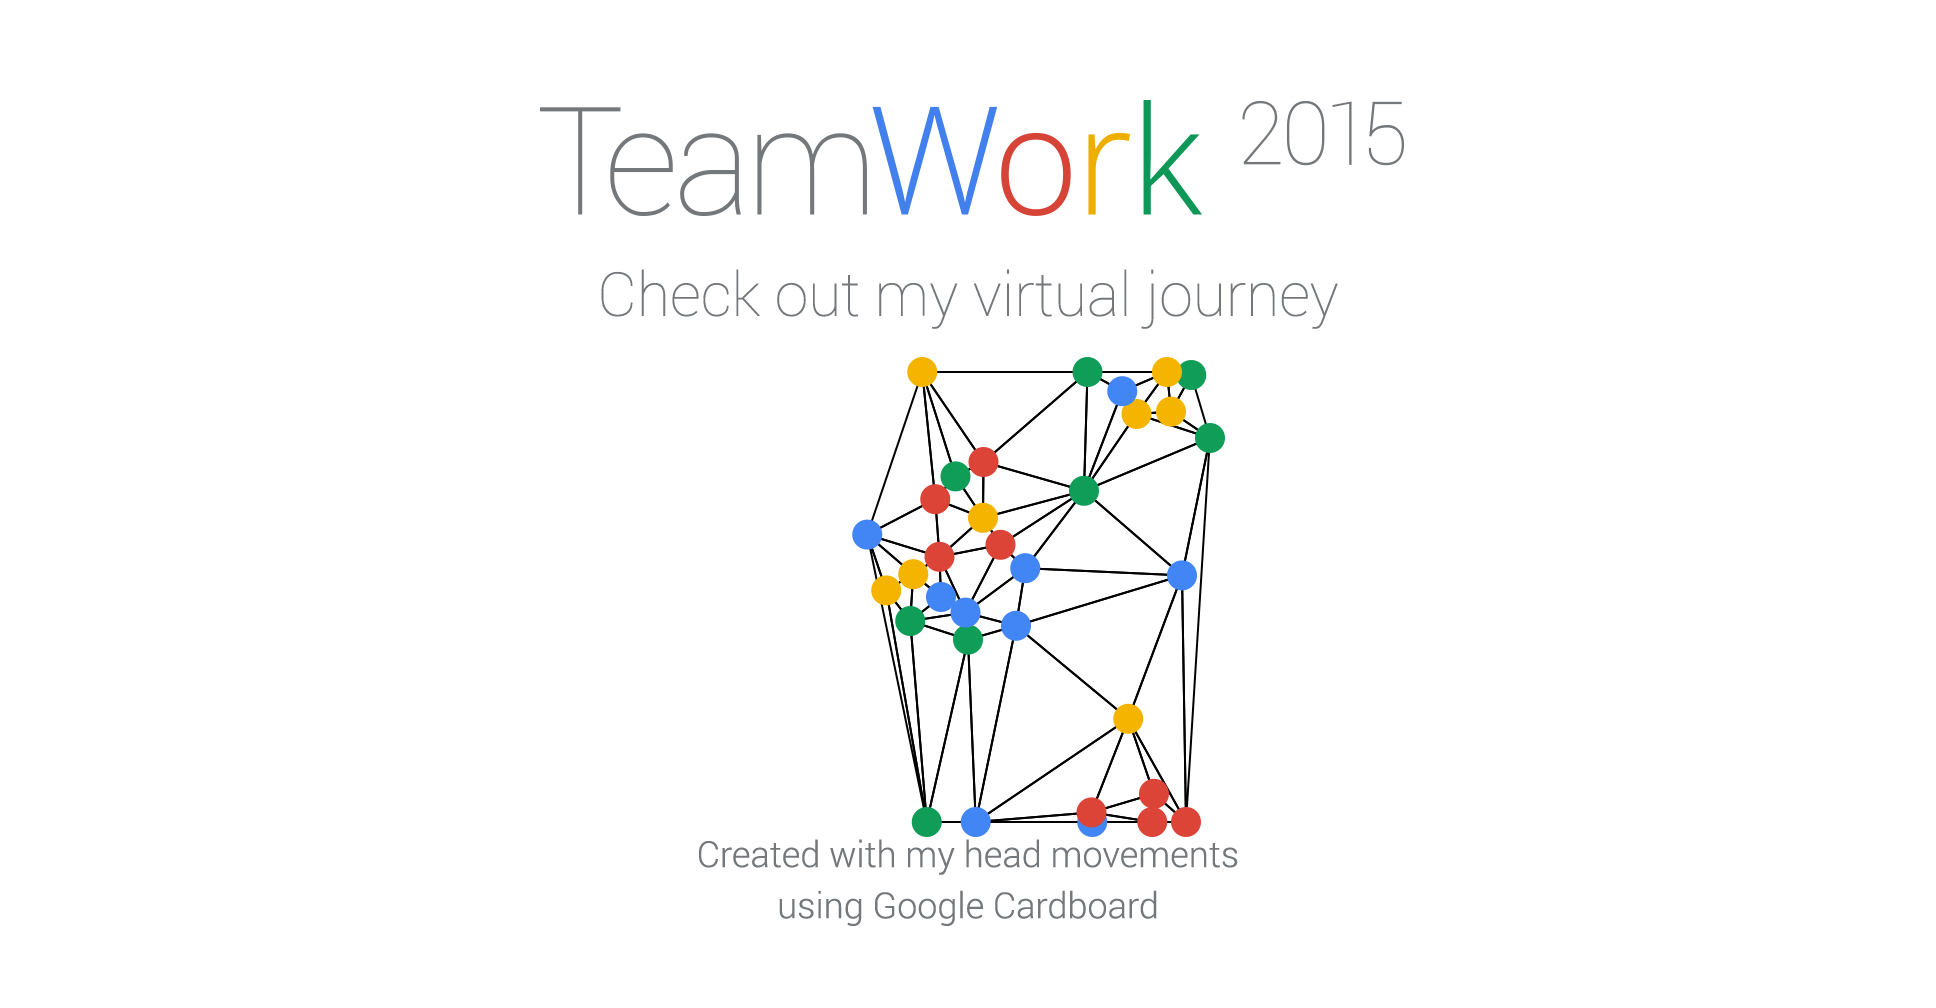 TeamWork 2015
Check out my virtual journey
Created with my head movements
using Google Cardboard